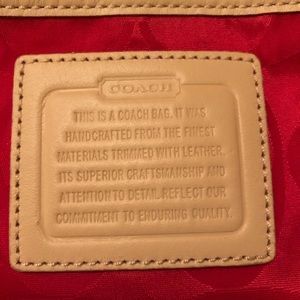 COACH
THIS IS A COACH BAG. IT WAS
HANDCRAFTED FROM THE FINEST
MATERIALS TRIMMED WITH LEATHER.
ITS SUPERIOR CRAFTSMANSHIP AND
ATTENTION TO DETAIL REFLECT OUR
COMMITMENT TO ENDURING QUALITY.